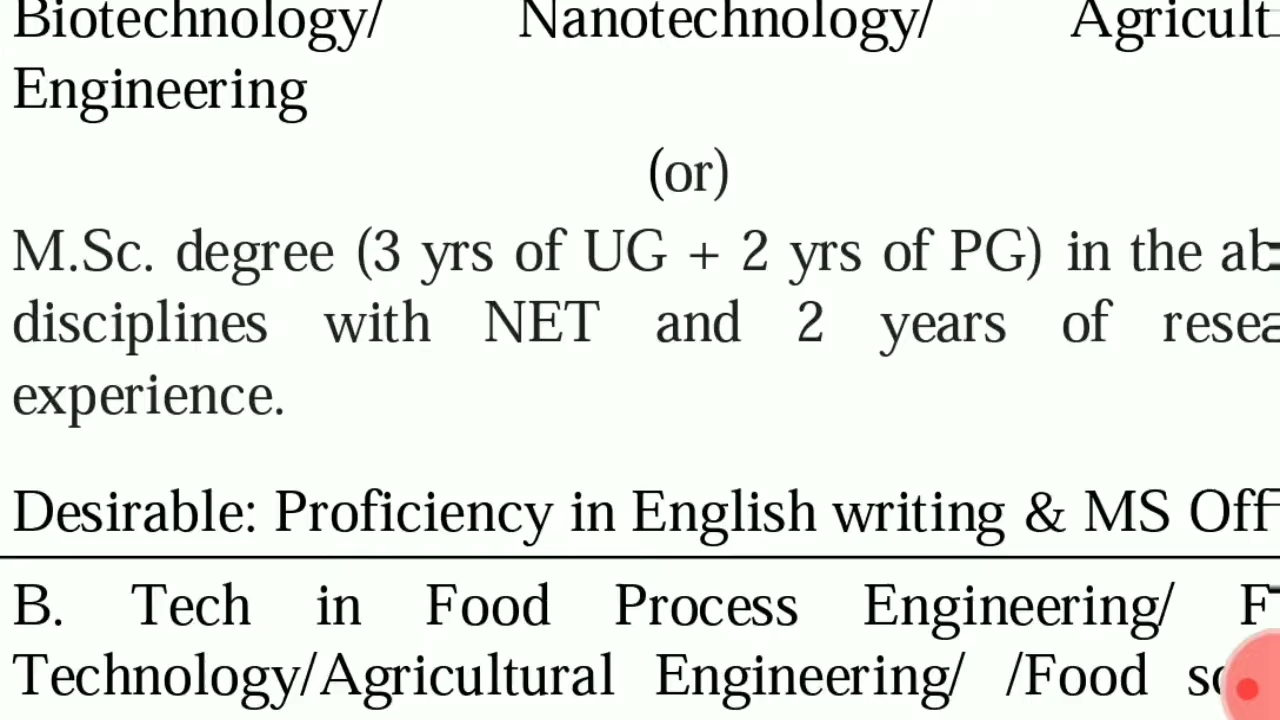 Biotechnology/ Nanotechnology/
Engineering
(or)
M.Sc. degree (3 yrs of UG + 2 yrs of PG) in the
disciplines with NET and 2 years of
experience.
Desirable: Proficiency in English writing & MS
B. Tech in Food Process Engineering/
Technology/Agricultural Engineering/ /Food